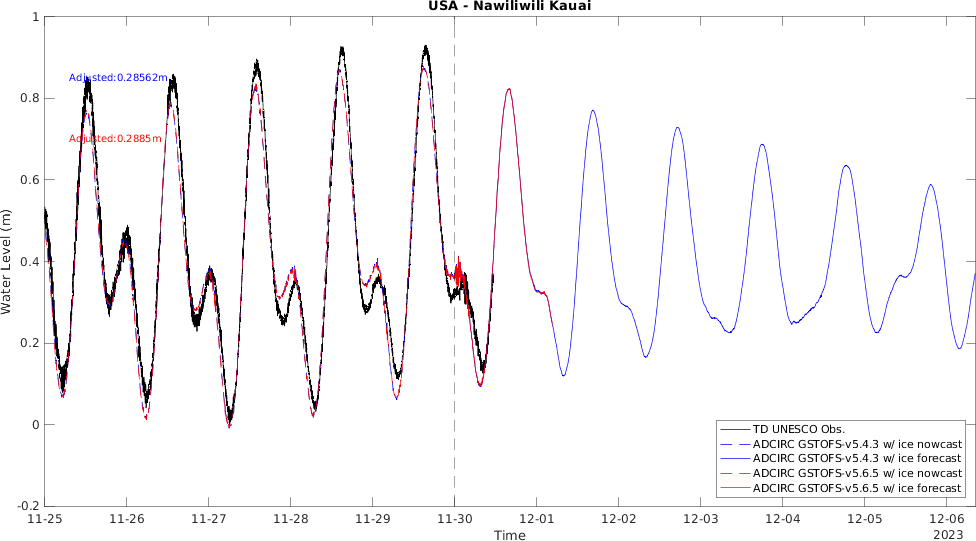 USA - Nawiliwili Kauai
1
Adjusted:0.28562m
0.8
Adjusted:0.2885m
0.6
Water Level (m)
0.4
0.2
0
-0.2
TD UNESCO Obs.
ADCIRC GSTOFS-v5.4.3 w/ ice nowcast
ADCIRC GSTOFS-v5.4.3 w/ ice forecast
ADCIRC GSTOFS-v5.6.5 w/ ice nowcast
ADCIRC GSTOFS-v5.6.5 w/ ice forecast
11-25 11-26 11-27 11-28 11-29 11-30 12-01 12-02 12-03 12-04 12-05 12-06
Time
2023